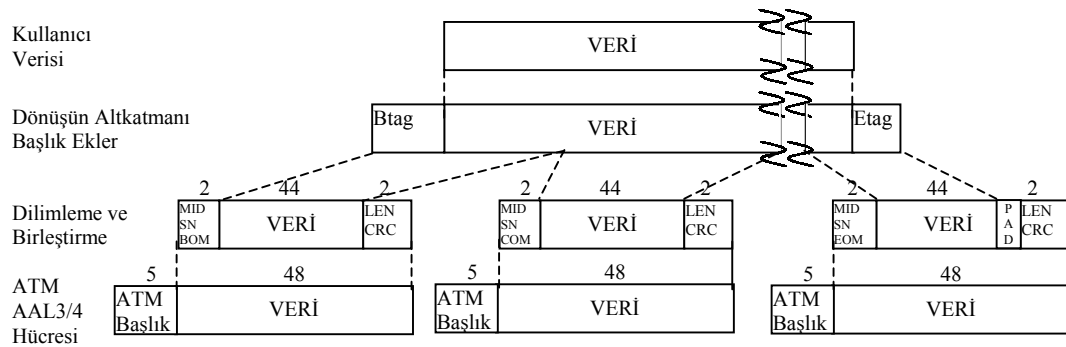 Kullanıcı
Verisi
VERİ
Dönüşün Altkatmanı
Başlık Ekler
Btag
VERİ
Etag
2 44 2
2 44 2
2 44 2
Dilimleme ve
Birleştirme
MID
SN
BOM
VERİ
LEN
CRC
MID
SN
COM
VERİ
LEN
CRC
MID
SN
EOM
VERİ
P
A
D
LEN
CRC
5 48
5 48
5 48
ATM
AAL3/4
Hücresi
ATM
Başlık
VERİ
ATM
Başlık
VERİ
ATM
Başlık
VERİ